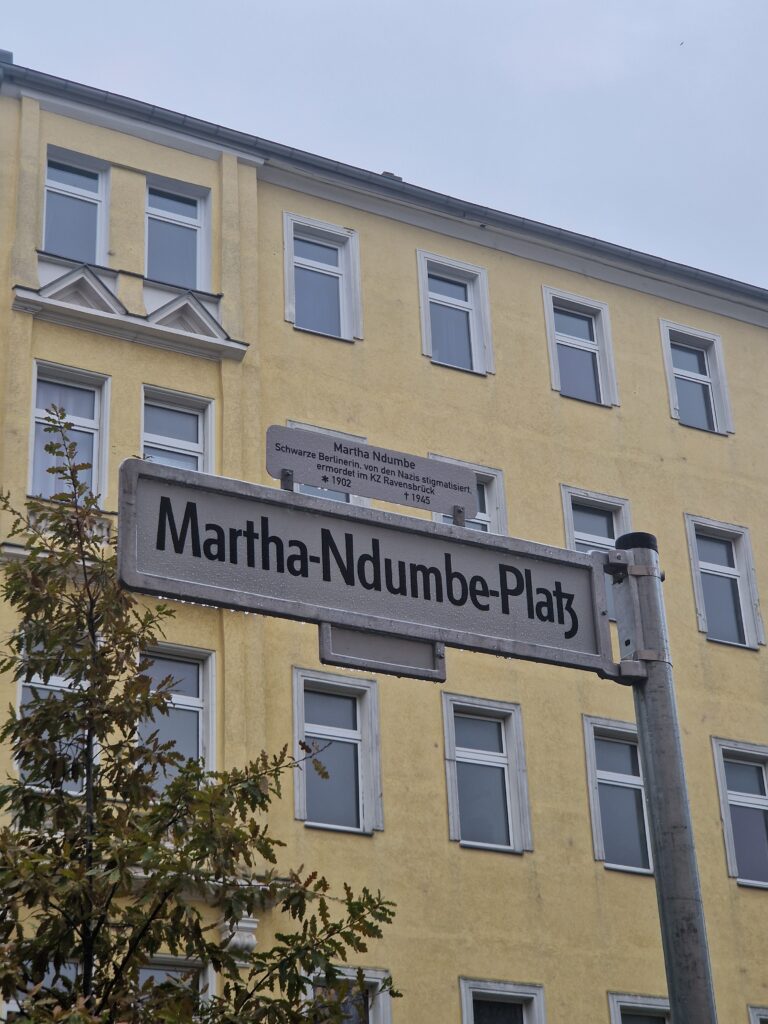 Martha Ndumbe
Schwarze Berlinerin, von den Nazis stigmatisiert,
ermordet im KZ Ravensbrück
* 1902 † 1945
Martha-Ndumbe-Platz